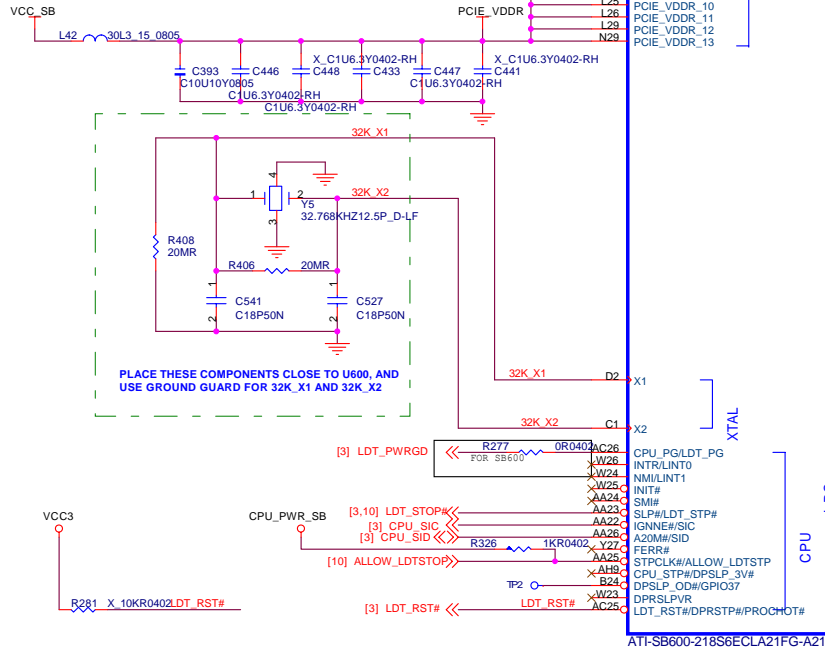 VCC_SB
PCIE_VDDR
L42
30L3_15_0805
L25
PCIE_VDDR_10
L26
PCIE_VDDR_11
L29
PCIE_VDDR_12
N29
PCIE_VDDR_13
X_C1U6.3Y0402-RH
X_C1U6.3Y0402-RH
C393
C446
C448
C433
C447
C441
C10U10Y0805
C1U6.3Y0402-RH
C1U6.3Y0402-RH
C1U6.3Y0402-RH
32K_X1
4
1
2
32K_X2
Y5
3
32.768KHZ12.5P_D-LF
R408
20MR
R406
20MR
1
C541
C18P50N
2
1
C527
C18P50N
2
PLACE THESE COMPONENTS CLOSE TO U600, AND
USE GROUND GUARD FOR 32K_X1 AND 32K_X2
32K_X1
D2
X1
32K_X2
C1
X2
XTAL
[3] LDT_PWRGD
R277
0R0402
FOR SB600
AC26
CPU_PG/LDT_PG
W26
INTR/LINT0
W24
NMI/LINT1
W25
INIT#
AA24
SMI#
[3,10] LDT_STOP#
AA23
SLP#/LDT_STP#
[3] CPU_SIC
AA22
IGNNE#/SIC
[3] CPU_SID
AA26
A20M#/SID
VCC3
CPU_PWR_SB
R326
1KR0402
Y27
FERR#
[10] ALLOW_LDTSTOP
AA25
STPCLK#/ALLOW_LDTSTP
AH9
CPU_STP#/DPSLP_3V#
TP2
B24
DPSLP_OD#/GPIO37
W23
DPRSLPVR
R281
X_10KR0402
LDT_RST#
[3] LDT_RST#
LDT_RST#
AC25
LDT_RST#/DPRSTP#/PROCHOT#
CPU
ATI-SB600-218S6ECLA21FG-A21